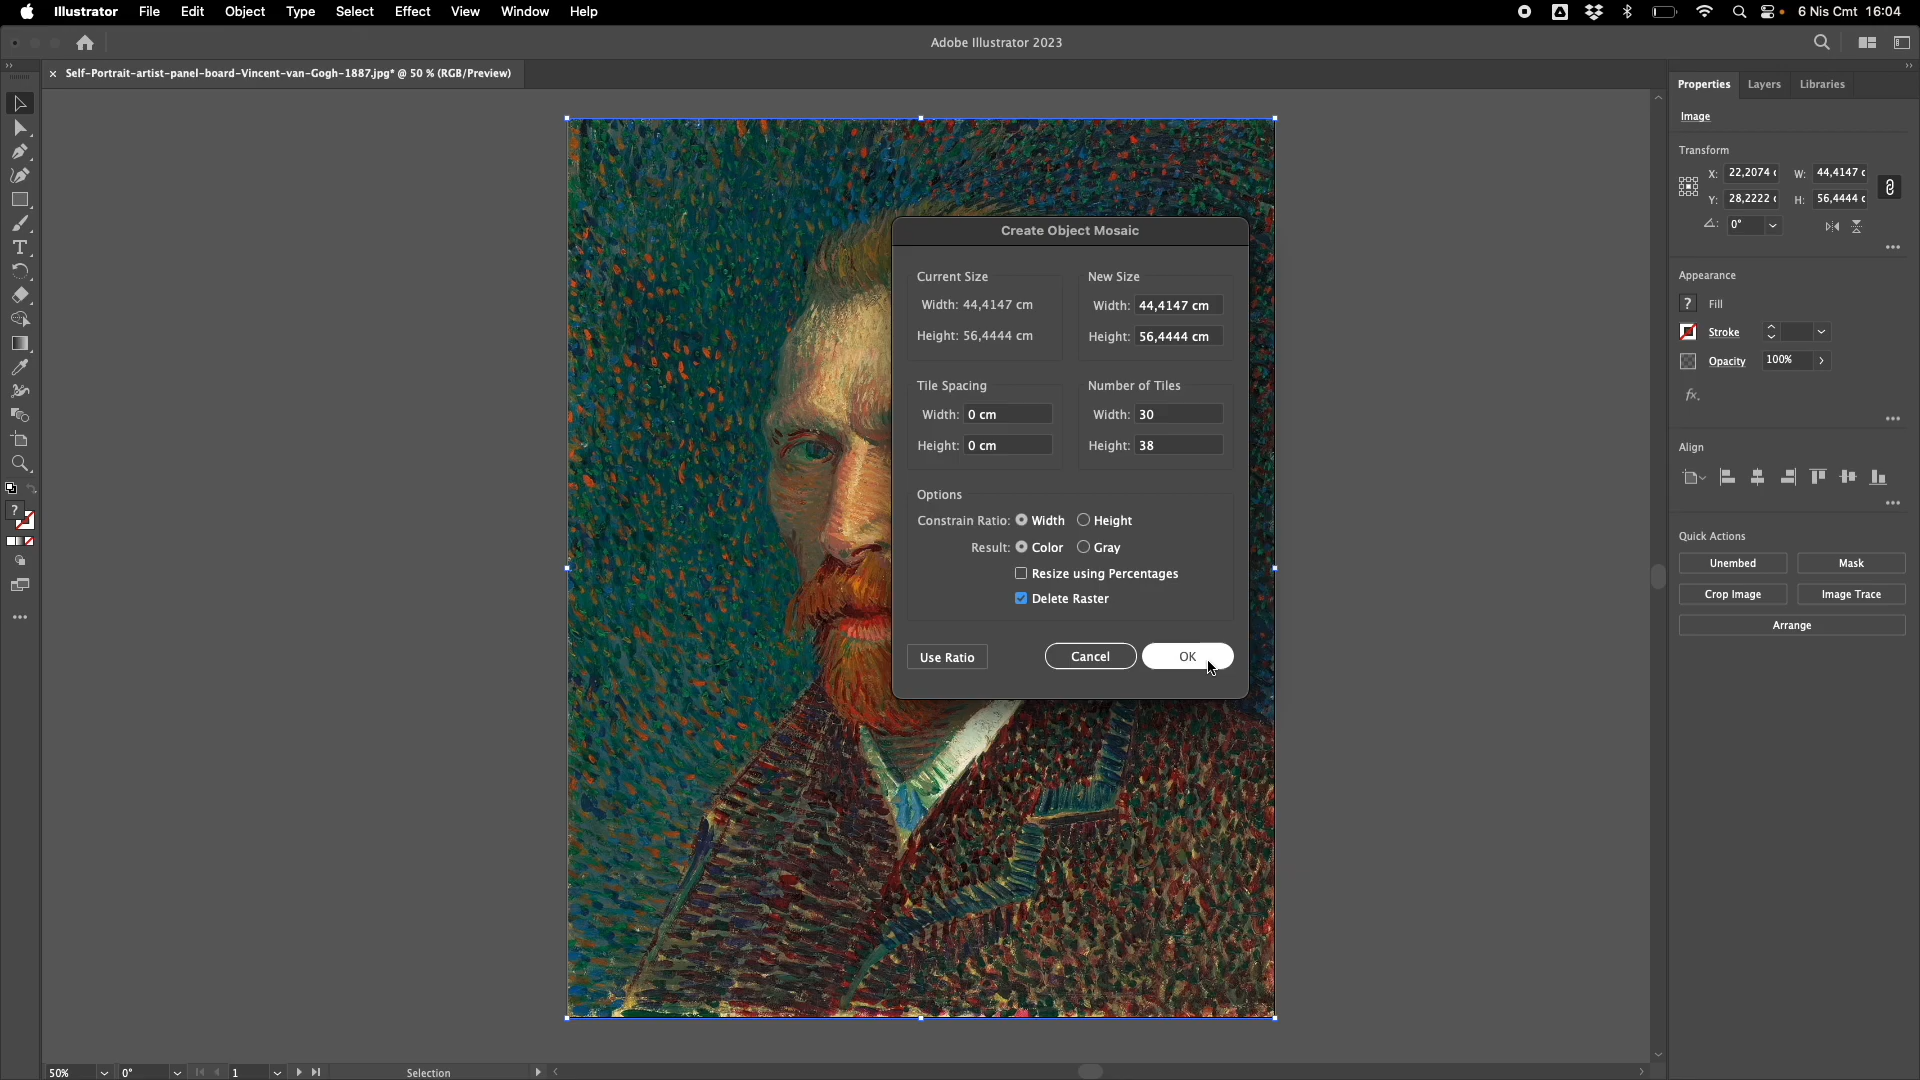 Illustrator File Edit Object Type Select Effect View Window Help 6 Nis Cmt 16:04
Adobe Illustrator 2023
Self-Portrait-artist-panel-board-Vincent-van-Gogh-1887.jpg* @ 50 % (RGB/Preview)
Properties Layers Libraries
Image
Transform
X: 22,2074 W: 44,4147
Y: 28,2222 H: 56,4444
0°
Appearance
? Fill
Stroke
Opacity 100%
fx.
Align
Quick Actions
Unembed Mask
Crop Image Image Trace
Arrange
Create Object Mosaic
Current Size New Size
Width: 44,4147 cm Width: 44,4147 cm
Height: 56,4444 cm Height: 56,4444 cm
Tile Spacing Number of Tiles
Width: 0 cm Width: 30
Height: 0 cm Height: 38
Options
Constrain Ratio: Width Height
Result: Color Gray
Resize using Percentages
Delete Raster
Use Ratio Cancel OK
?
50% 0° 1 Selection